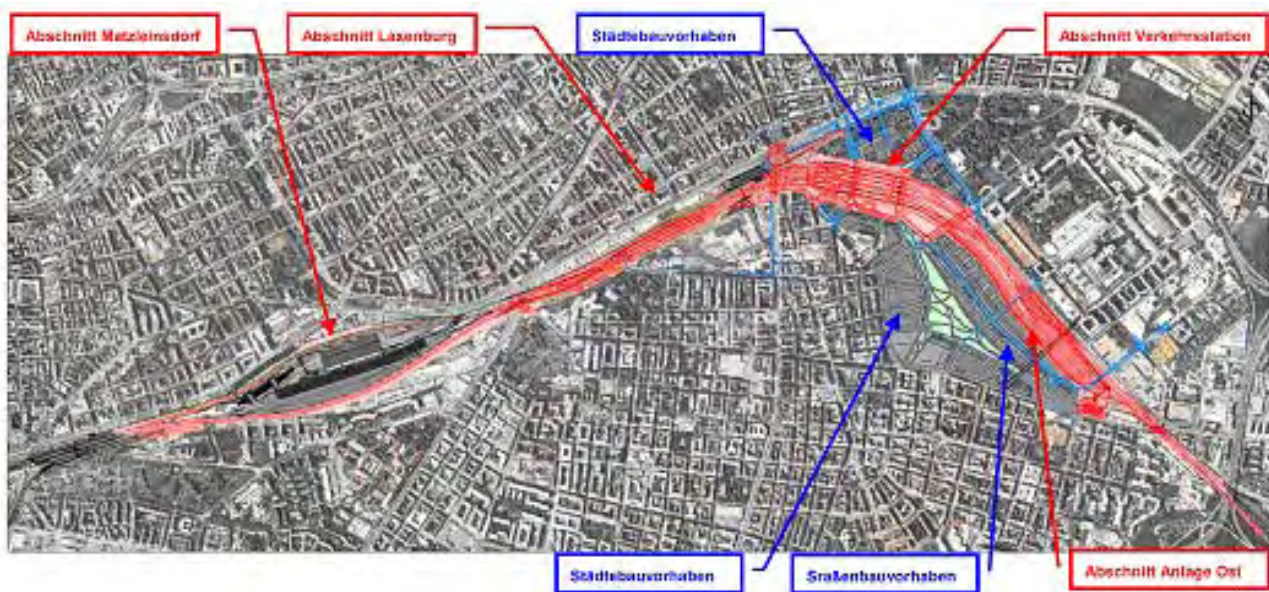 Abschnitt Matzleinsdorf
Abschnitt Laxenburg
Städtebauvorhaben
Abschnitt Verkehrsstation
Städtebauvorhaben
Sraßenbauvorhaben
Abschnitt Anlage Ost